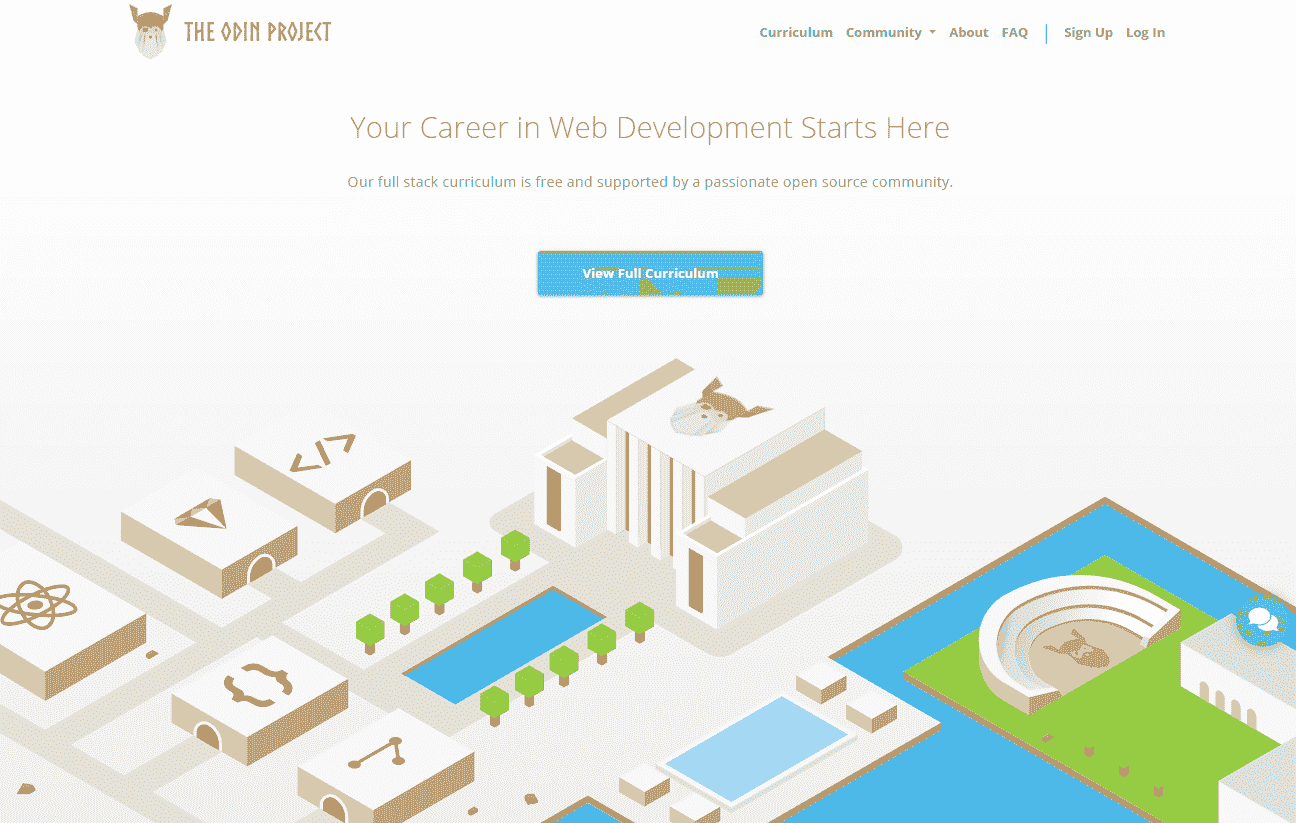 THE ODIN PROJECT
Curriculum Community About FAQ Sign Up Log In
Your Career in Web Development Starts Here
Our full stack curriculum is free and supported by a passionate open source community.
View Full Curriculum